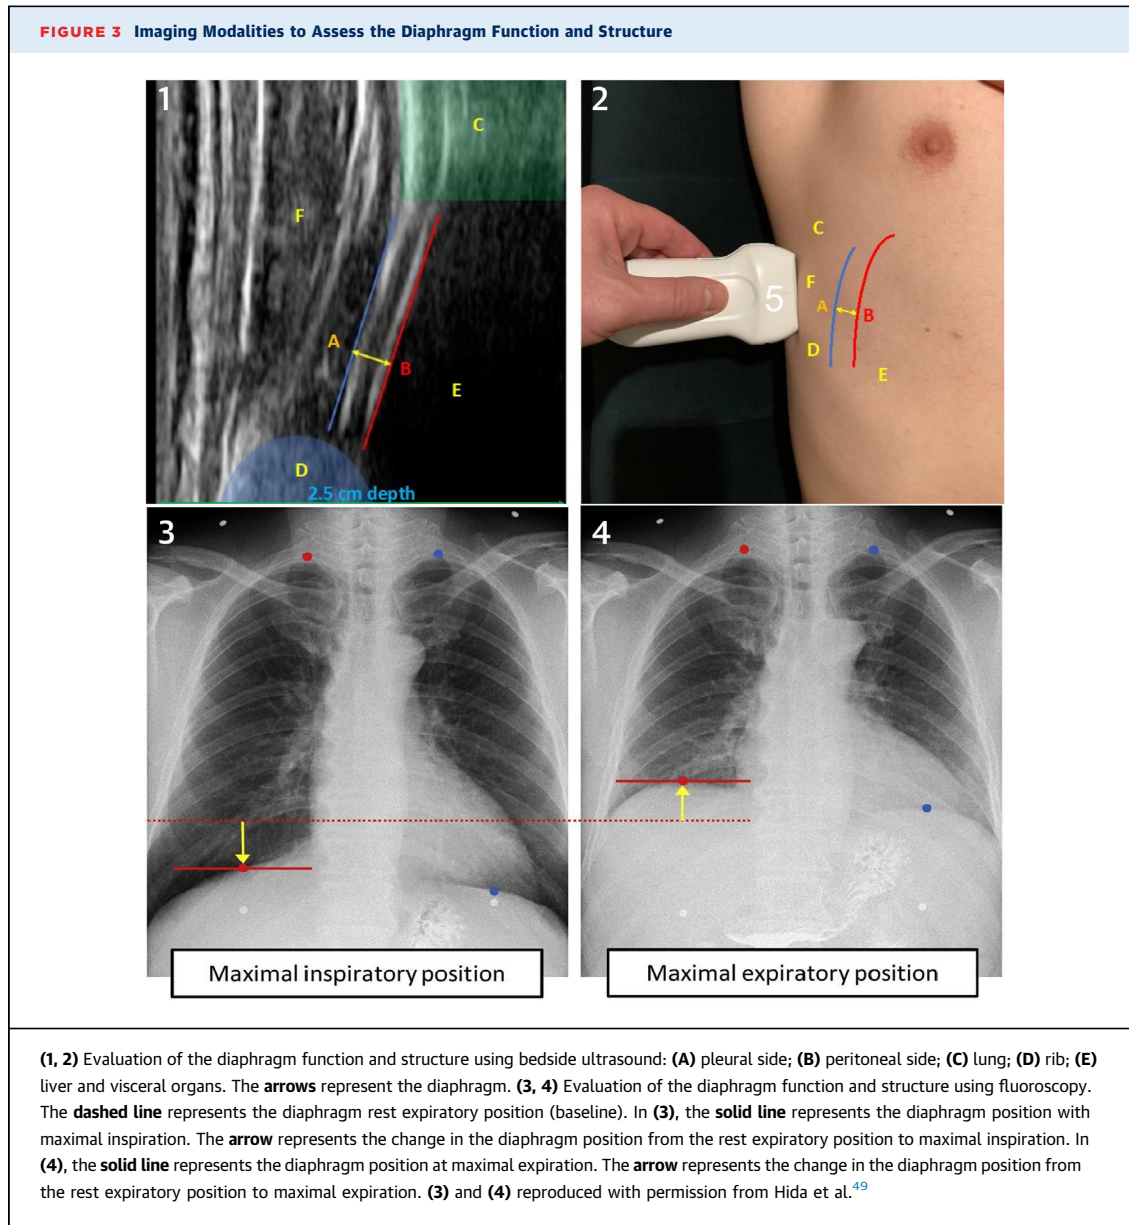 FIGURE 3 Imaging Modalities to Assess the Diaphragm Function and Structure
1
C
F
A
B
E
D
2.5 cm depth
2
C
F
5
A
B
D
E
3
4
Maximal inspiratory position
Maximal expiratory position
(1, 2) Evaluation of the diaphragm function and structure using bedside ultrasound: (A) pleural side; (B) peritoneal side; (C) lung; (D) rib; (E)
liver and visceral organs. The arrows represent the diaphragm. (3, 4) Evaluation of the diaphragm function and structure using fluoroscopy.
The dashed line represents the diaphragm rest expiratory position (baseline). In (3), the solid line represents the diaphragm position with
maximal inspiration. The arrow represents the change in the diaphragm position from the rest expiratory position to maximal inspiration. In
(4), the solid line represents the diaphragm position at maximal expiration. The arrow represents the change in the diaphragm position from
the rest expiratory position to maximal expiration. (3) and (4) reproduced with permission from Hida et al.49